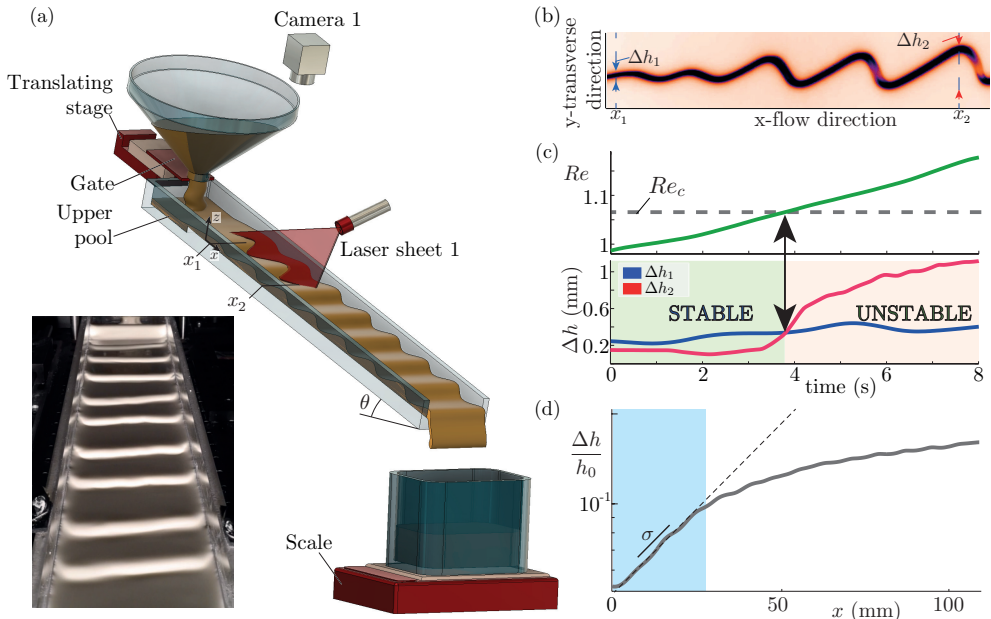 (a)
Camera 1
Translating
stage
Gate
Upper
pool
z
x
x₁
x₂
Laser sheet 1
θ
Scale
(b)
y-transverse
direction
Δh₁
Δh₂
x₁
x-flow direction
x₂
(c)
Re
1.1
1
Re_c
Δh (mm)
1
0.6
0.2
Δh₁
Δh₂
STABLE
UNSTABLE
0 2 4 6 8
time (s)
(d)
Δh
h₀
10⁻¹
σ
0 50 100
x (mm)